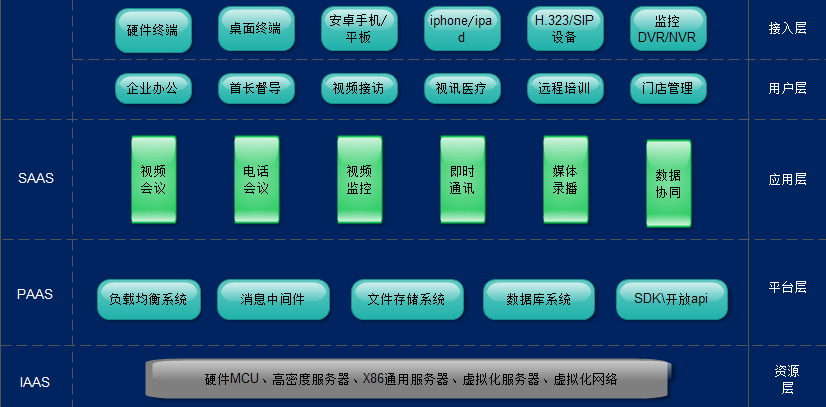 硬件终端
桌面终端
安卓手机/
平板
iphone/ipa
d
H.323/SIP
设备
监控
DVR/NVR
接入层
企业办公
首长督导
视频接访
视讯医疗
远程培训
门店管理
用户层
SAAS
视频
会议
电话
会议
视频
监控
即时
通讯
媒体
录播
数据
协同
应用层
PAAS
负载均衡系统
消息中间件
文件存储系统
数据库系统
SDK\开放api
平台层
IAAS
硬件MCU、高密度服务器、X86通用服务器、虚拟化服务器、虚拟化网络
资源
层